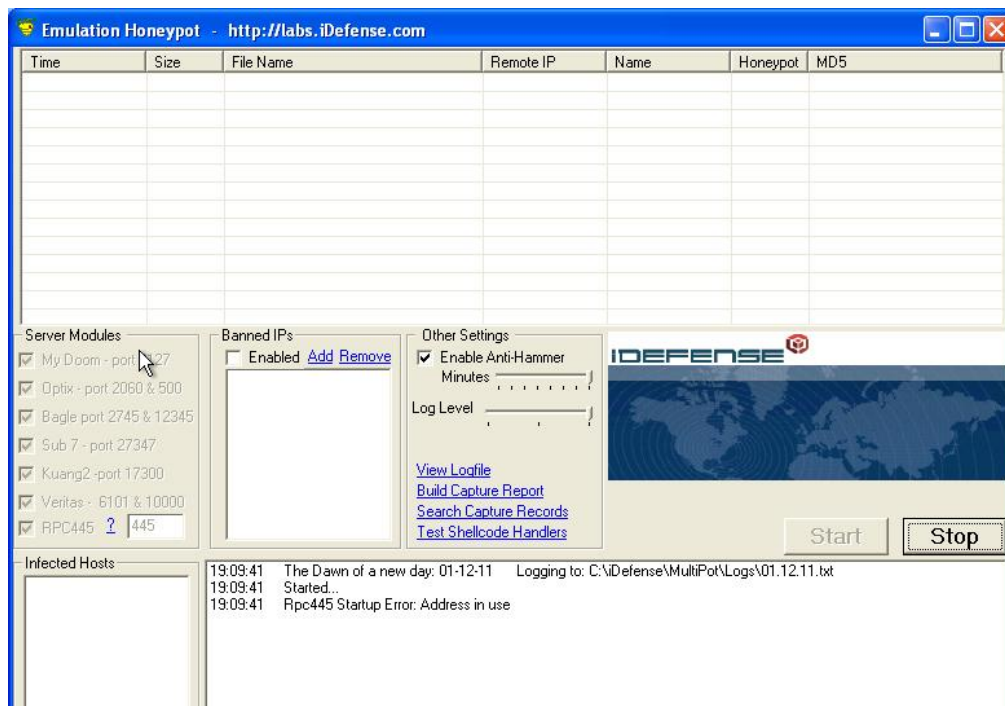 Emulation Honeypot - http://labs.iDefense.com
Time Size File Name Remote IP Name Honeypot MD5
Server Modules
My Doom - port 27
Optix - port 2060 & 500
Bagle port 2745 & 12345
Sub 7 - port 27347
Kuang2 -port 17300
Veritas - 6101 & 10000
RPC445 ? 445
Banned IPs
Enabled Add Remove
Other Settings
Enable Anti-Hammer
Minutes
Log Level
View Logfile
Build Capture Report
Search Capture Records
Test Shellcode Handlers
IDEFENSE
Start Stop
Infected Hosts
19:09:41 The Dawn of a new day: 01-12-11 Logging to: C:\iDefense\MultiPot\Logs\01.12.11.txt
19:09:41 Started...
19:09:41 Rpc445 Startup Error: Address in use